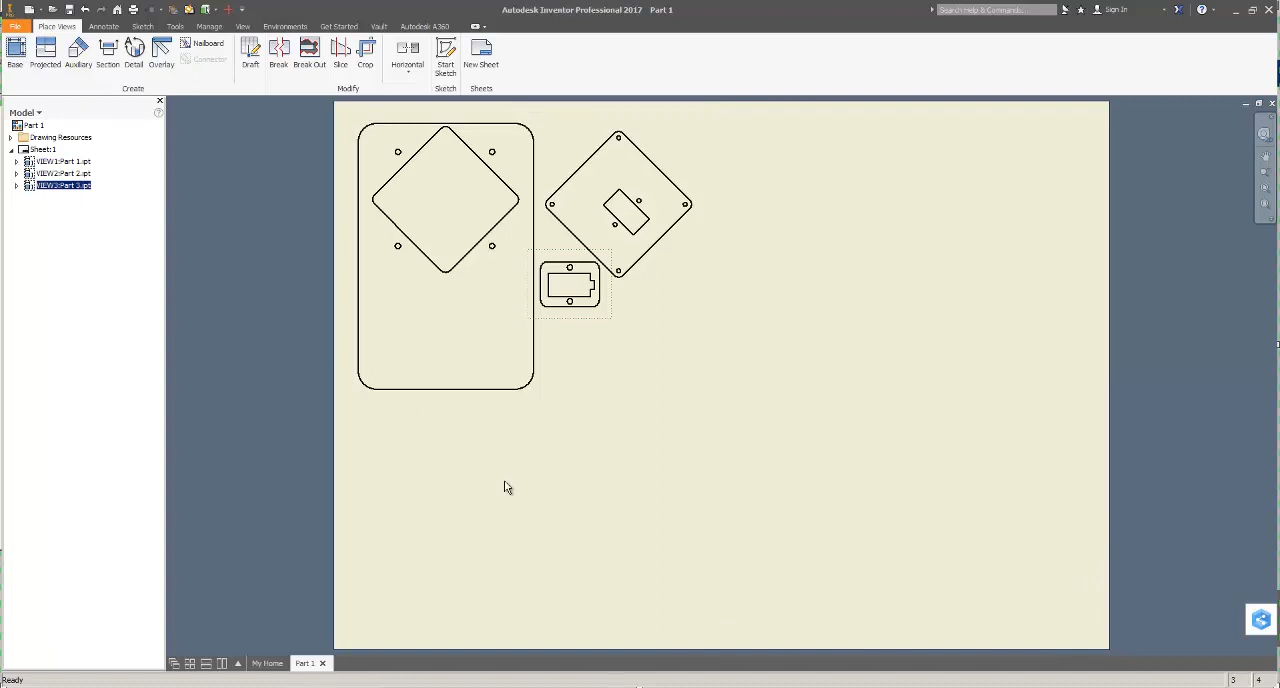 Autodesk Inventor Professional 2017 Part 1
Search Help & Commands...
Sign In
File Place Views Annotate Sketch Tools Manage View Environments Get Started Vault Autodesk A360
Base Projected Auxiliary Section Detail Overlay
Nailboard
Connector
Draft Break Break Out Slice Crop
Horizontal
Start Sketch
New Sheet
Create Modify Sketch Sheets
Model
Part 1
Drawing Resources
Sheet:1
VIEW1:Part 1.ipt
VIEW2:Part 2.ipt
VIEW3:Part 3.ipt
My Home Part 1
Ready 3 4